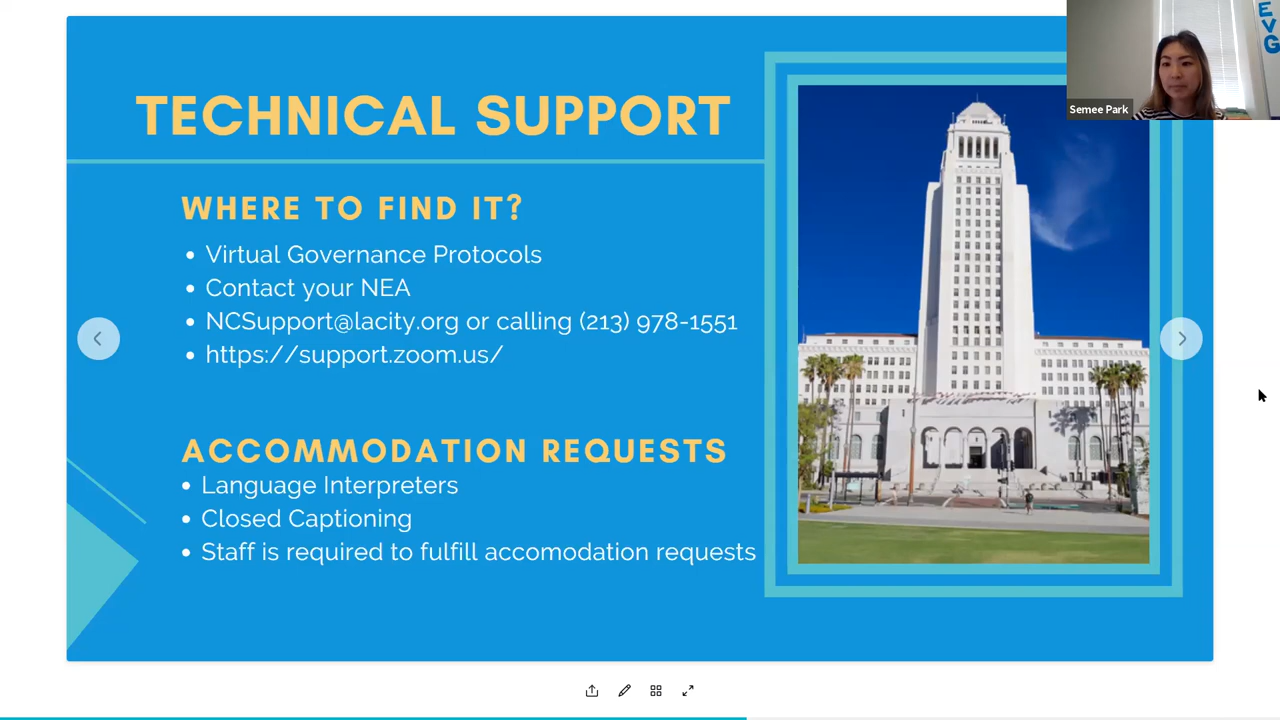 TECHNICAL SUPPORT
WHERE TO FIND IT?
• Virtual Governance Protocols
• Contact your NEA
• NCSupport@lacity.org or calling (213) 978-1551
• https://support.zoom.us/
ACCOMMODATION REQUESTS
• Language Interpreters
• Closed Captioning
• Staff is required to fulfill accomodation requests
EVG
Semee Park